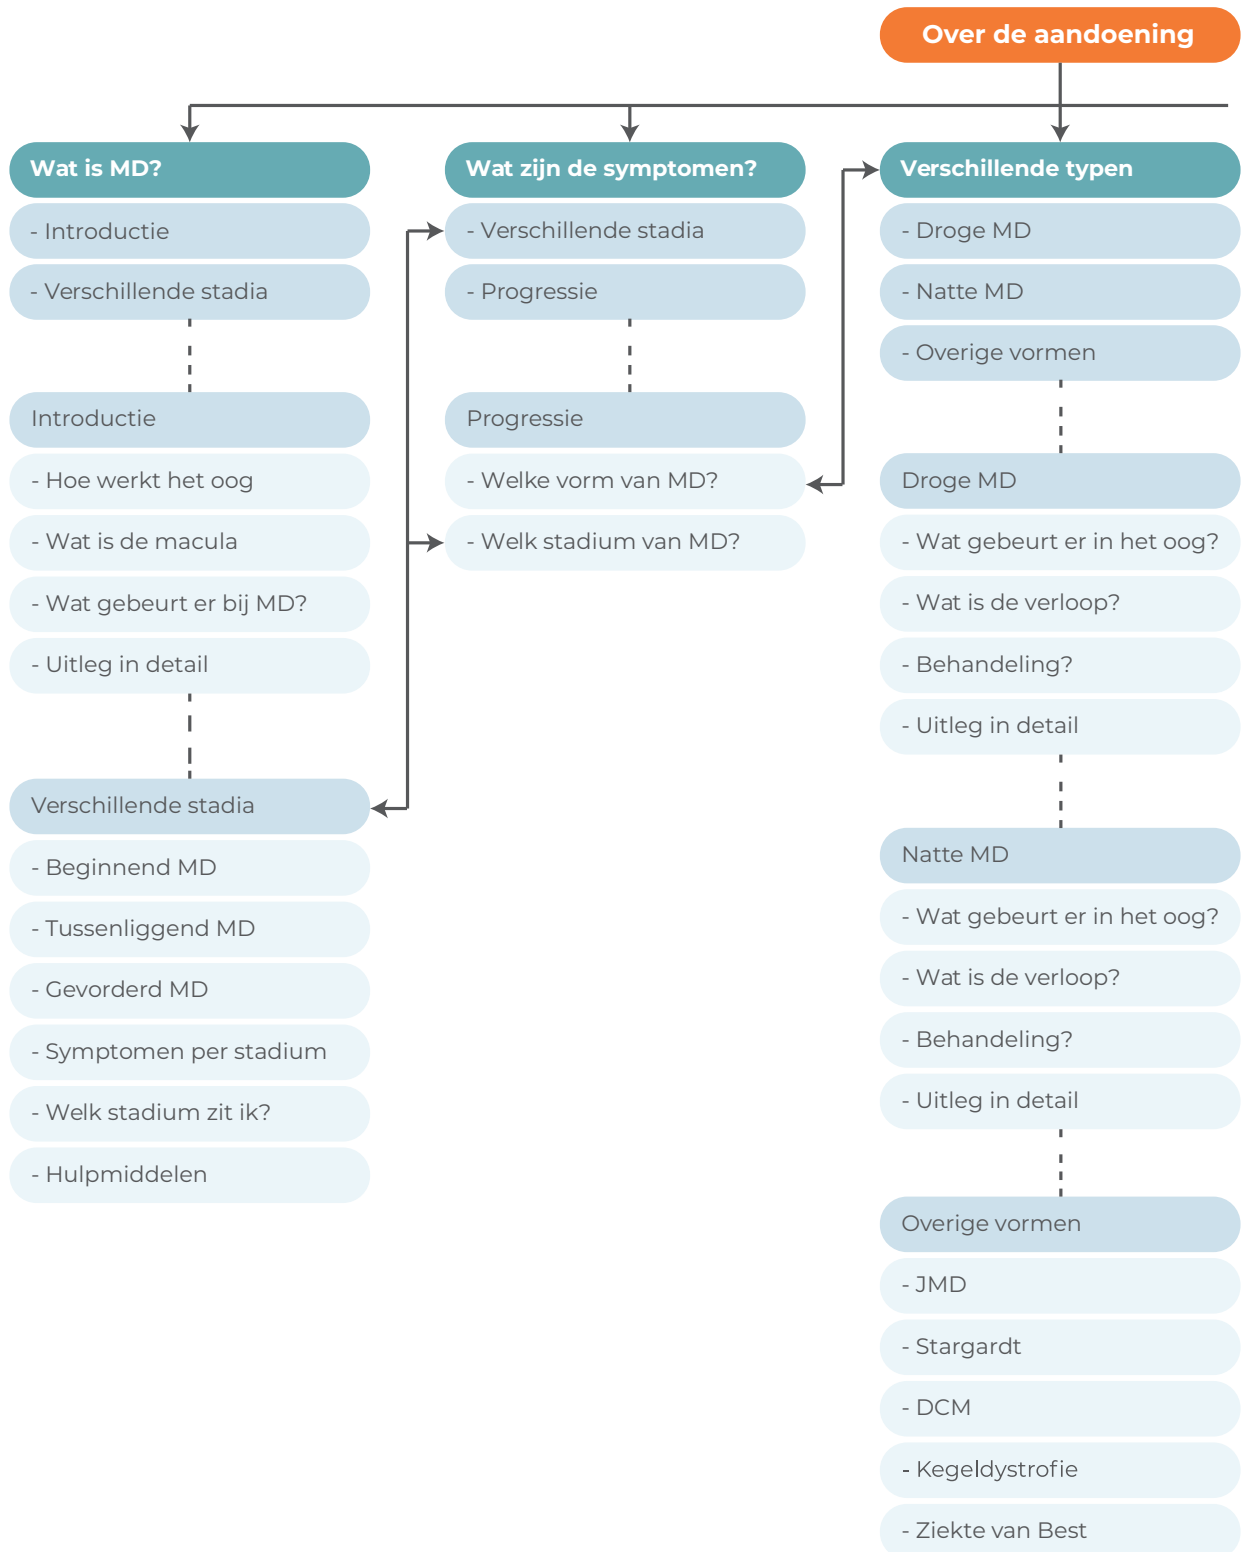 Over de aandoening
Wat is MD?
- Introductie
- Verschillende stadia
Introductie
- Hoe werkt het oog
- Wat is de macula
- Wat gebeurt er bij MD?
- Uitleg in detail
Verschillende stadia
- Beginnend MD
- Tussenliggend MD
- Gevorderd MD
- Symptomen per stadium
- Welk stadium zit ik?
- Hulpmiddelen
Wat zijn de symptomen?
- Verschillende stadia
- Progressie
Progressie
- Welke vorm van MD?
- Welk stadium van MD?
Verschillende typen
- Droge MD
- Natte MD
- Overige vormen
Droge MD
- Wat gebeurt er in het oog?
- Wat is de verloop?
- Behandeling?
- Uitleg in detail
Natte MD
- Wat gebeurt er in het oog?
- Wat is de verloop?
- Behandeling?
- Uitleg in detail
Overige vormen
- JMD
- Stargardt
- DCM
- Kegeldystrofie
- Ziekte van Best